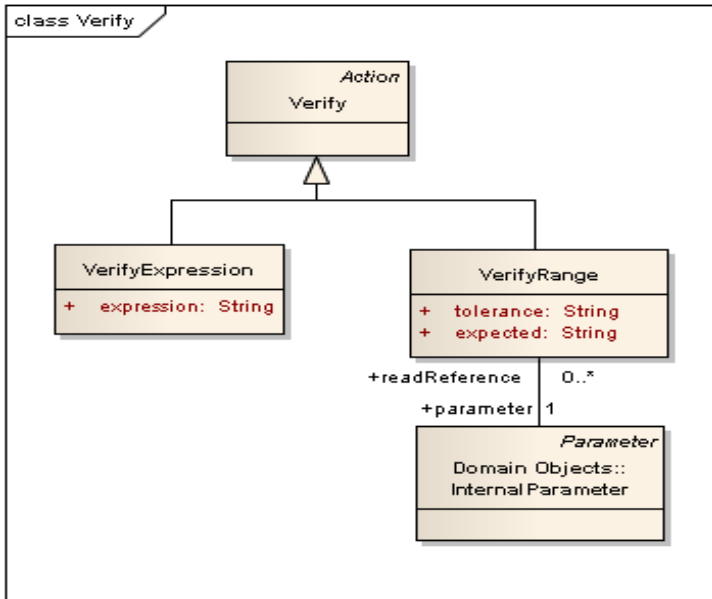 class Verify
Action
Verify
VerifyExpression
+ expression: String
VerifyRange
+ tolerance: String
+ expected: String
+readReference 0..*
+parameter 1
Parameter
Domain Objects::
InternalParameter